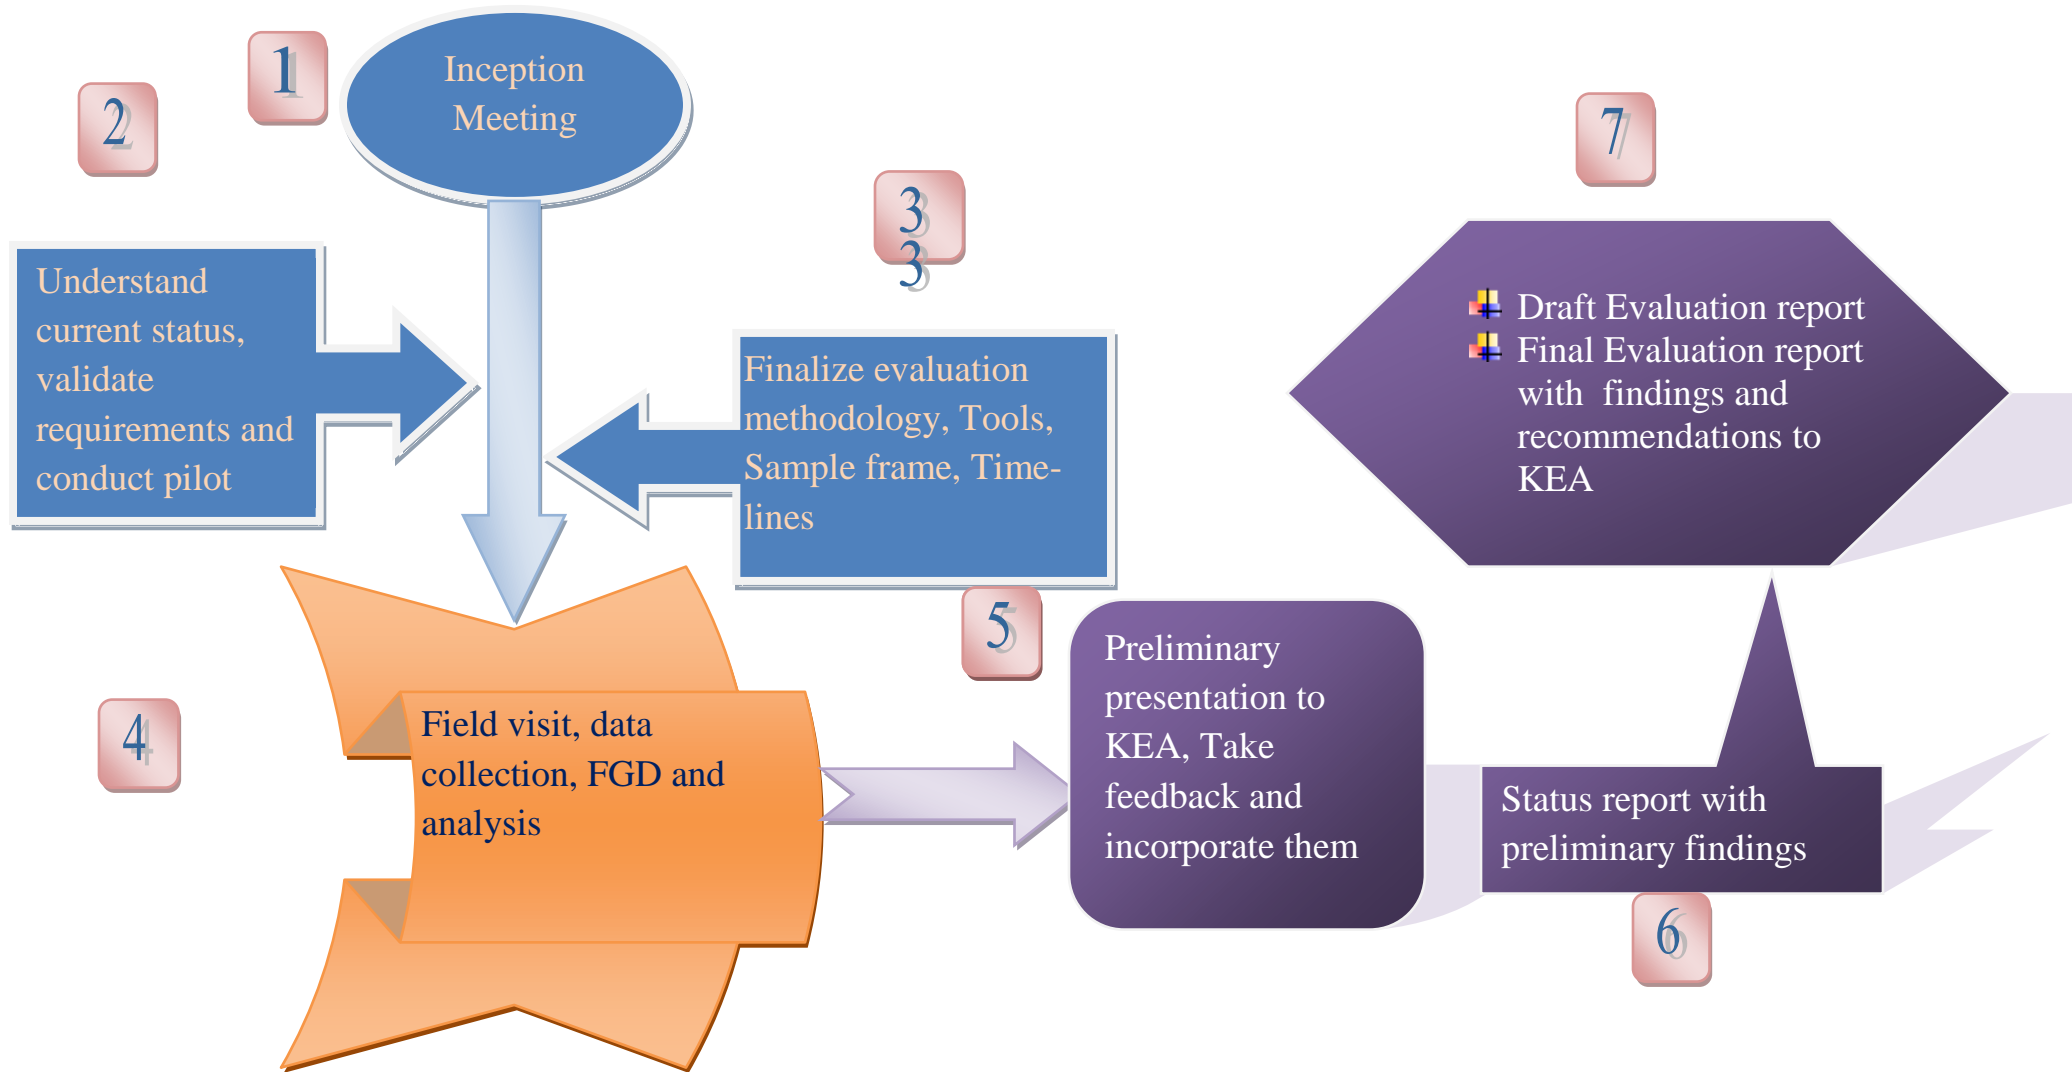 1
Inception
Meeting
2
Understand
current status,
validate
requirements and
conduct pilot
3
3
Finalize evaluation
methodology, Tools,
Sample frame, Time-
lines
4
Field visit, data
collection, FGD and
analysis
5
Preliminary
presentation to
KEA, Take
feedback and
incorporate them
6
Status report with
preliminary findings
7
Draft Evaluation report
Final Evaluation report
with findings and
recommendations to
KEA